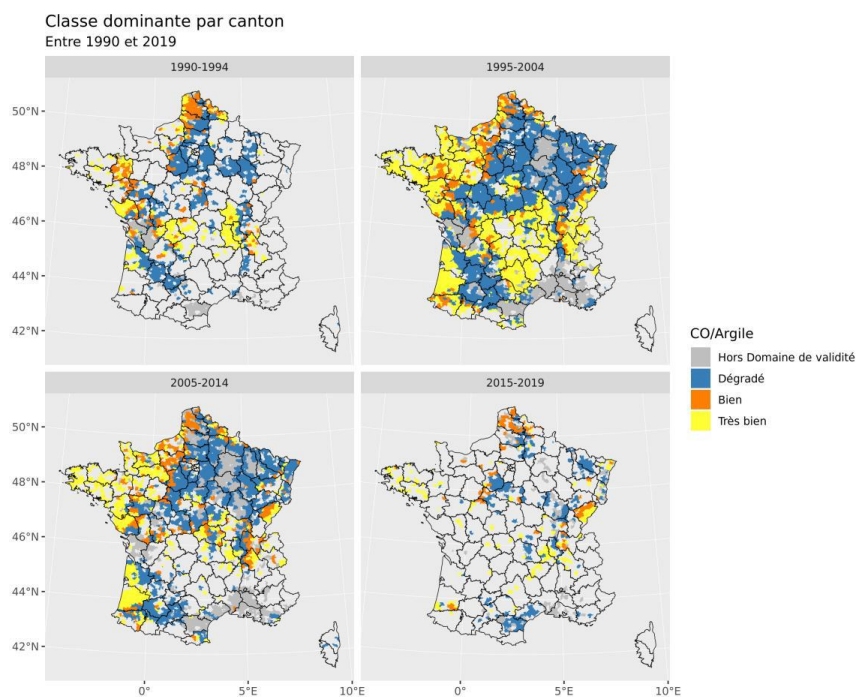 Classe dominante par canton
Entre 1990 et 2019
1990-1994
1995-2004
50°N
48°N
46°N
44°N
42°N
2005-2014
2015-2019
50°N
48°N
46°N
44°N
42°N
0°
5°E
10°E
0°
5°E
10°E
CO/Argile
Hors Domaine de validité
Dégradé
Bien
Très bien